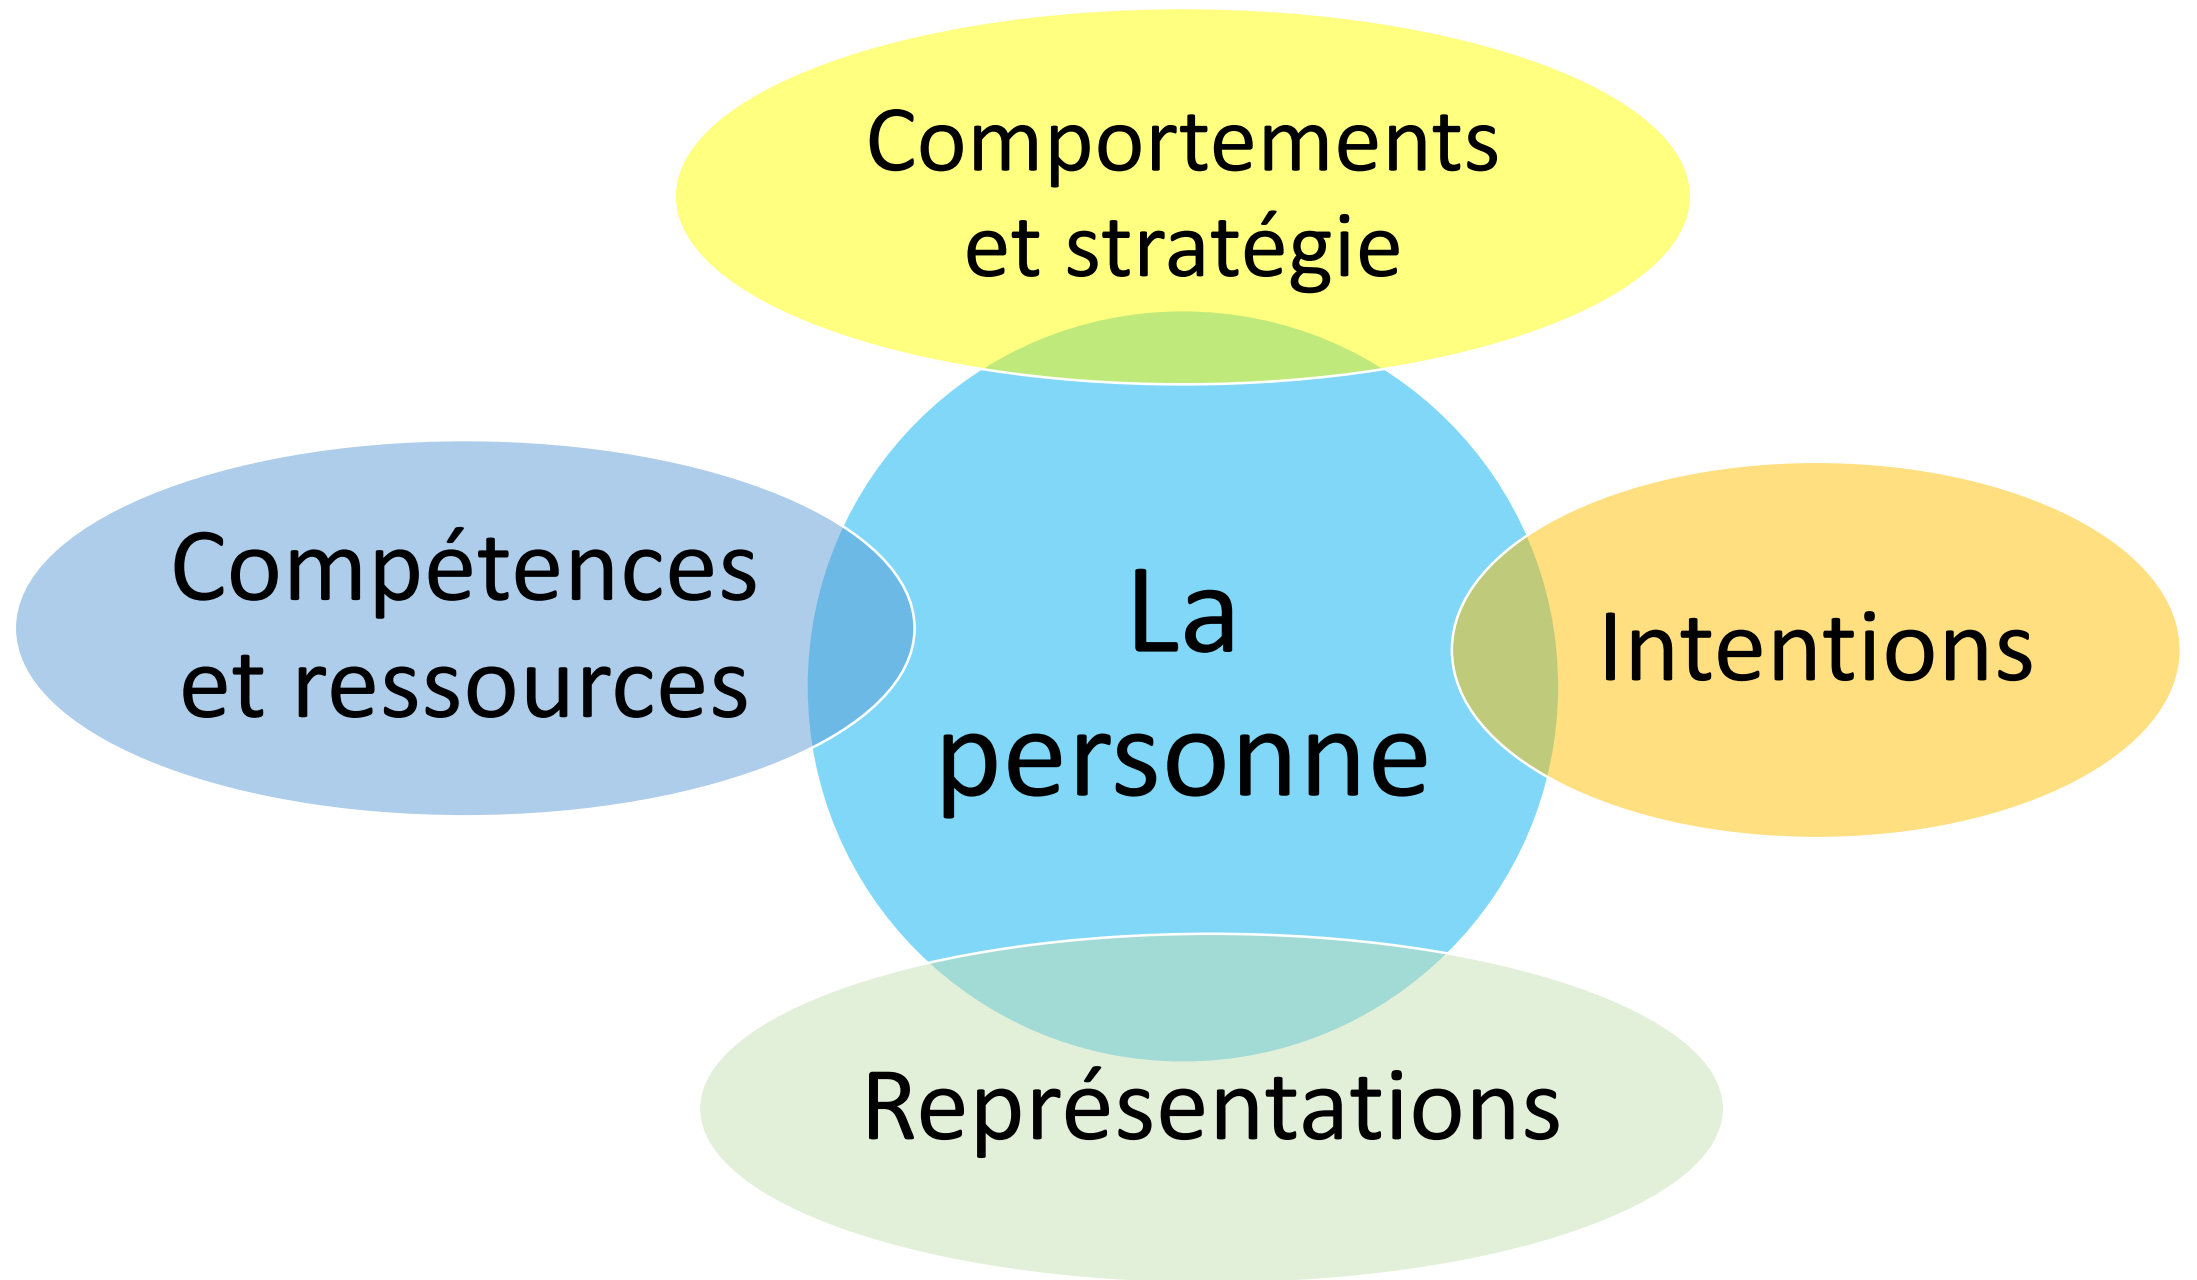 Comportements
et stratégie
Compétences
et ressources
La
personne
Intentions
Représentations